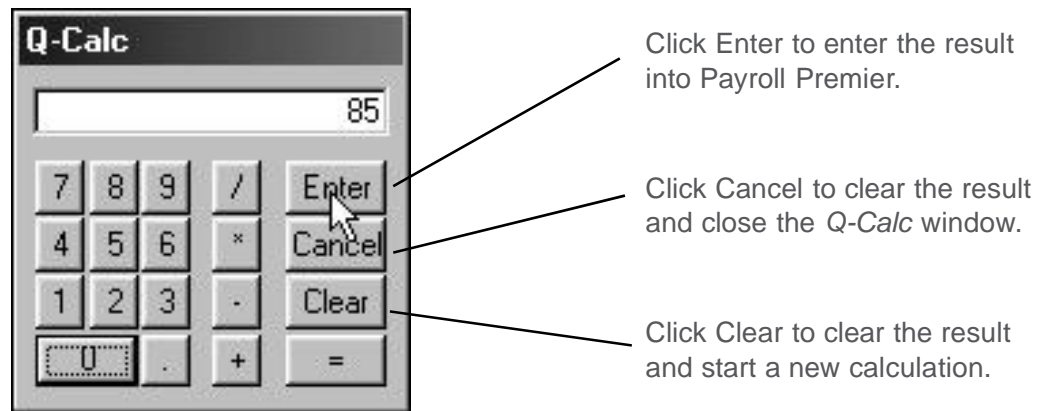 Q-Calc
85
7 8 9 / Enter
4 5 6 * Cancel
1 2 3 - Clear
0 . + =
Click Enter to enter the result
into Payroll Premier.
Click Cancel to clear the result
and close the Q-Calc window.
Click Clear to clear the result
and start a new calculation.